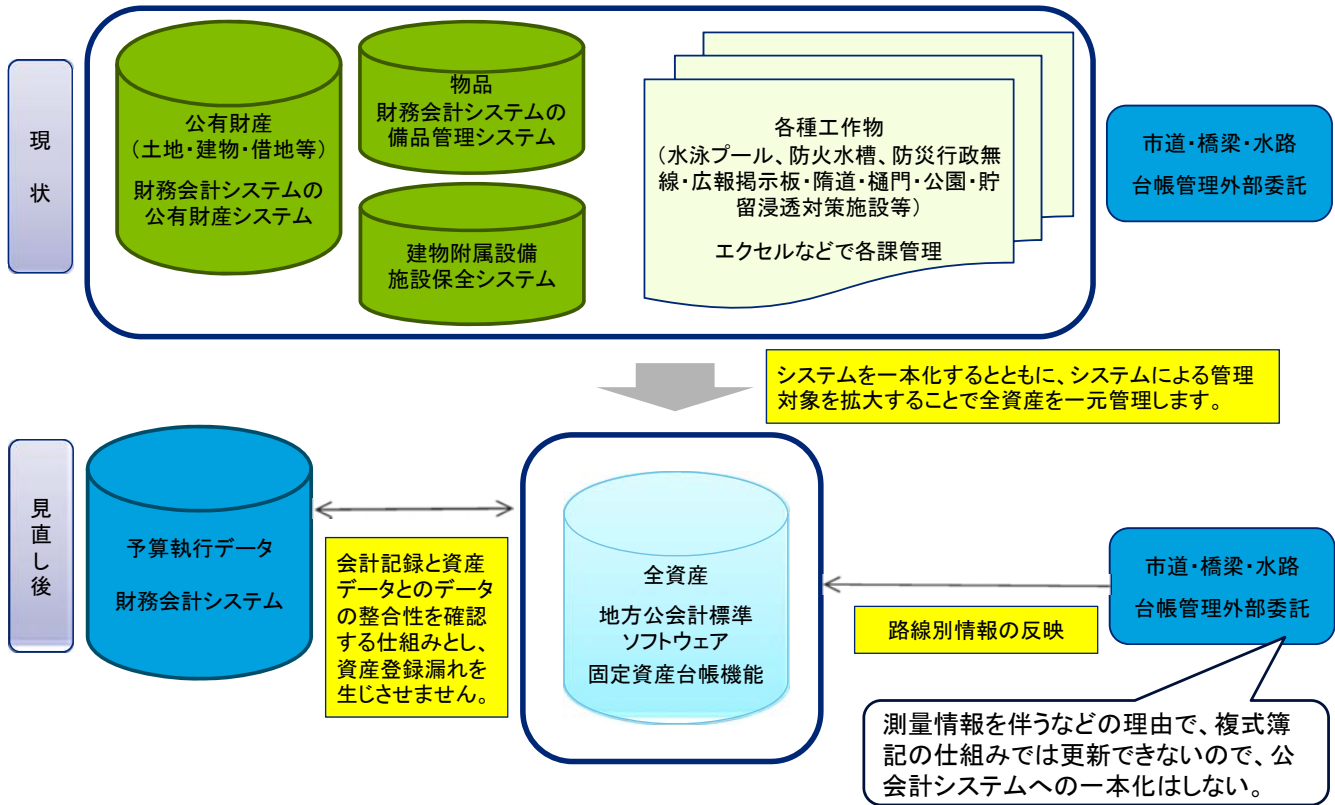 現状
公有財産
（土地・建物・借地等）
財務会計システムの
公有財産システム
物品
財務会計システムの
備品管理システム
建物附属設備
施設保全システム
各種工作物
（水泳プール、防火水槽、防災行政無
線・広報掲示板・隋道・樋門・公園・貯
留浸透対策施設等）
エクセルなどで各課管理
市道・橋梁・水路
台帳管理外部委託
システムを一本化するとともに、システムによる管理
対象を拡大することで全資産を一元管理します。
見直し後
予算執行データ
財務会計システム
会計記録と資産
データとのデータ
の整合性を確認
する仕組みとし、
資産登録漏れを
生じさせません。
全資産
地方公会計標準
ソフトウェア
固定資産台帳機能
路線別情報の反映
市道・橋梁・水路
台帳管理外部委託
測量情報を伴うなどの理由で、複式簿
記の仕組みでは更新できないので、公
会計システムへの一本化はしない。